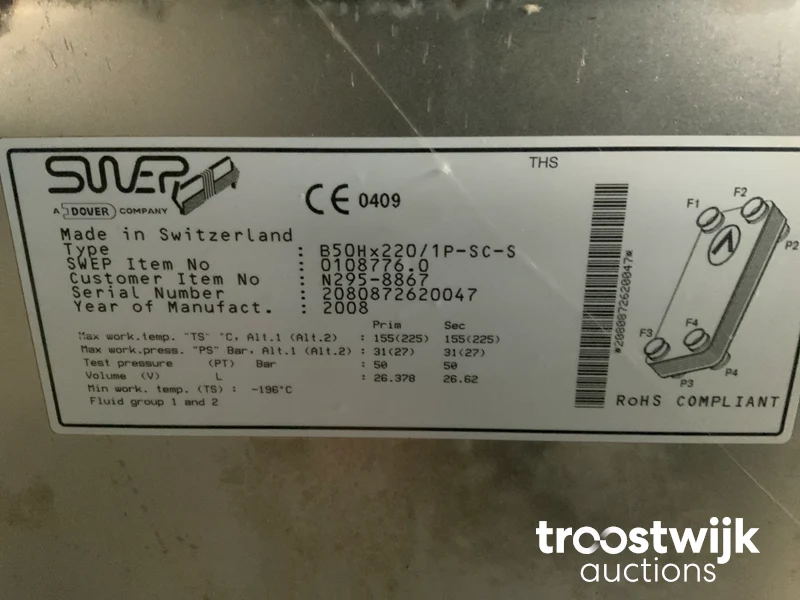 SWEP
A DOVER COMPANY
CE 0409
THS
Made in Switzerland
Type : B50Hx220/1P-SC-S
SWEP Item No : 0108776.0
Customer Item No : N295-8867
Serial Number : 2080872620047
Year of Manufact. : 2008
Prim Sec
Max work.temp. "TS" °C, Alt.1 (Alt.2) : 155(225) 155(225)
Max work.press. "PS" Bar, Alt.1 (Alt.2) : 31(27) 31(27)
Test pressure (PT) Bar : 50 50
Volume (V) L : 26.378 26.62
Min work. temp. (TS) : -196°C
Fluid group 1 and 2
*2080872620047*
F1
F2
P2
F3
F4
P3
P4
RoHS COMPLIANT
troostwijk
auctions